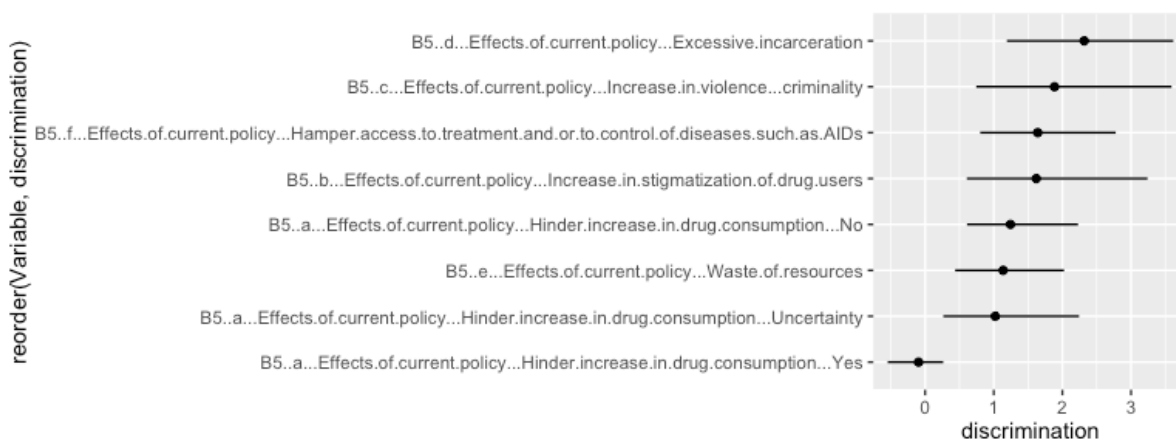 B5..d...Effects.of.current.policy...Excessive.incarceration
B5..c...Effects.of.current.policy...Increase.in.violence...criminality
B5..f...Effects.of.current.policy...Hamper.access.to.treatment.and.or.to.control.of.diseases.such.as.AIDs
B5..b...Effects.of.current.policy...Increase.in.stigmatization.of.drug.users
B5..a...Effects.of.current.policy...Hinder.increase.in.drug.consumption...No
B5..e...Effects.of.current.policy...Waste.of.resources
B5..a...Effects.of.current.policy...Hinder.increase.in.drug.consumption...Uncertainty
B5..a...Effects.of.current.policy...Hinder.increase.in.drug.consumption...Yes
reorder(Variable, discrimination)
0 1 2 3
discrimination